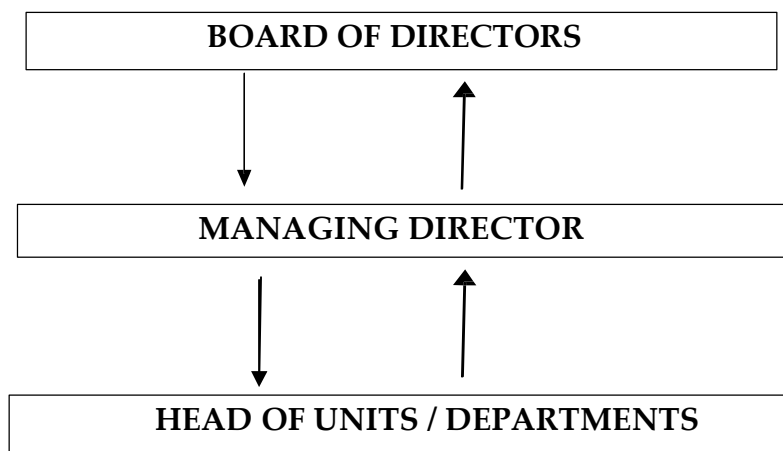 BOARD OF DIRECTORS
MANAGING DIRECTOR
HEAD OF UNITS / DEPARTMENTS